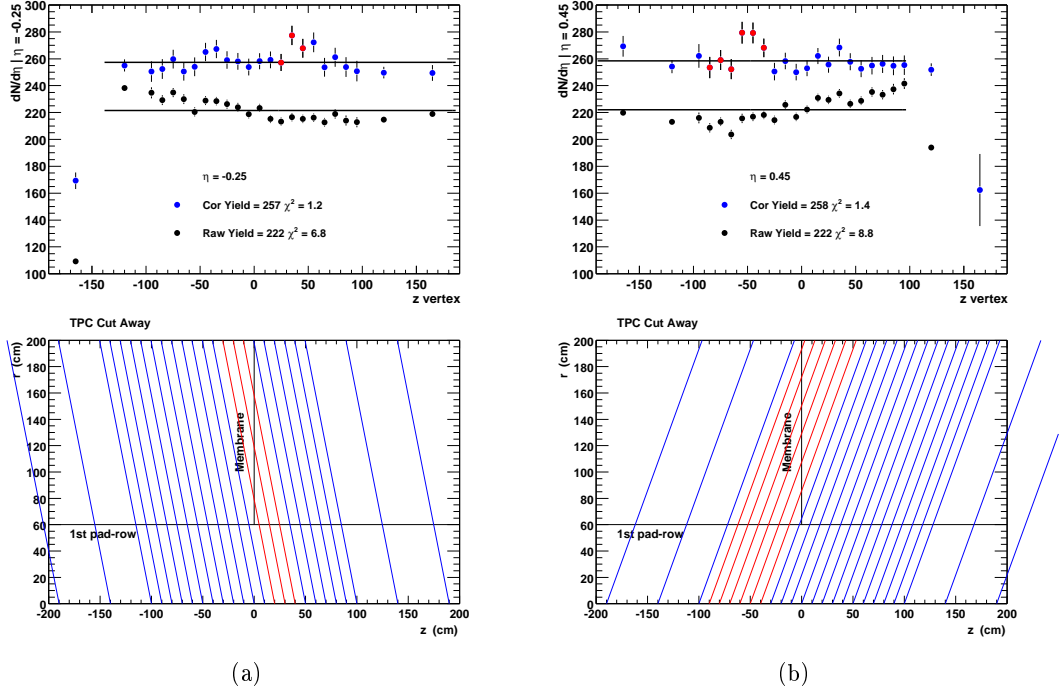 dN/dη | η = -0.25
300
280
260
240
220
200
180
160
140
120
100
η = -0.25
Cor Yield = 257 χ² = 1.2
Raw Yield = 222 χ² = 6.8
-150 -100 -50 0 50 100 150
z vertex
TPC Cut Away
r (cm)
200
180
160
140
120
100
80
60
40
20
0
Membrane
1st pad-row
-200 -150 -100 -50 0 50 100 150 200
z (cm)
(a)
dN/dη | η = 0.45
300
280
260
240
220
200
180
160
140
120
100
η = 0.45
Cor Yield = 258 χ² = 1.4
Raw Yield = 222 χ² = 8.8
-150 -100 -50 0 50 100 150
z vertex
TPC Cut Away
r (cm)
200
180
160
140
120
100
80
60
40
20
0
Membrane
1st pad-row
-200 -150 -100 -50 0 50 100 150 200
z (cm)
(b)